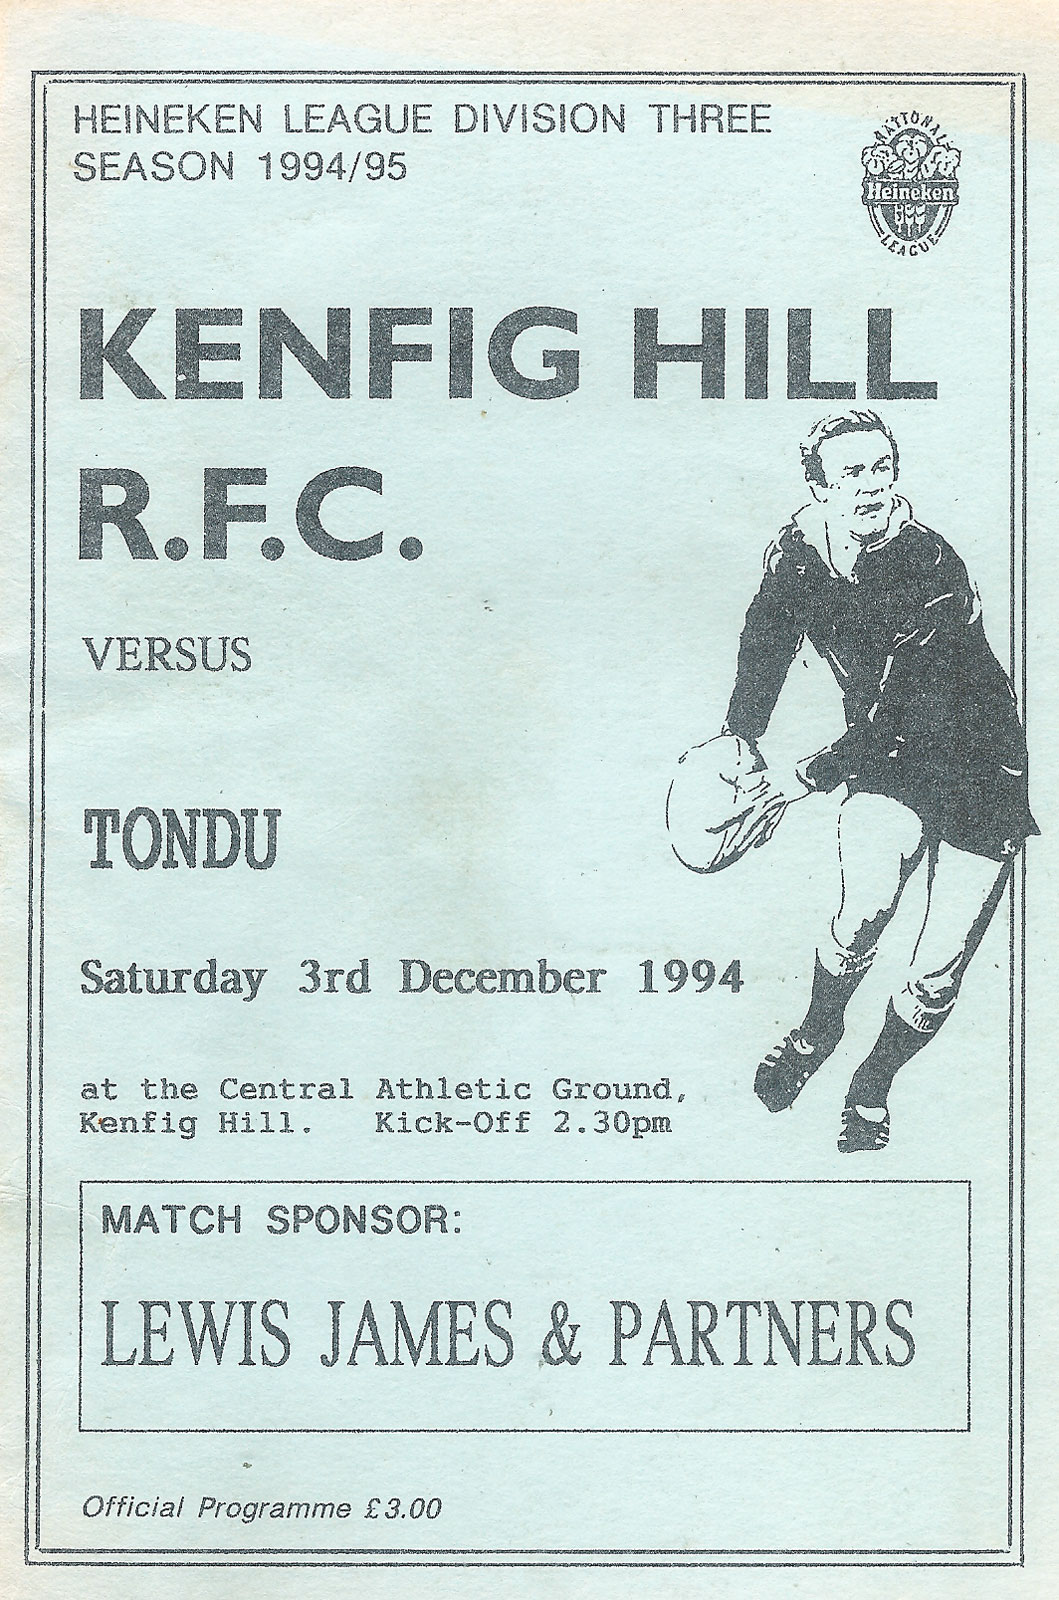 HEINEKEN LEAGUE DIVISION THREE
SEASON 1994/95
NATIONAL
Heineken
LEAGUE
KENFIG HILL
R.F.C.
VERSUS
TONDU
Saturday 3rd December 1994
at the Central Athletic Ground,
Kenfig Hill. Kick-Off 2.30pm
MATCH SPONSOR:
LEWIS JAMES & PARTNERS
Official Programme £3.00